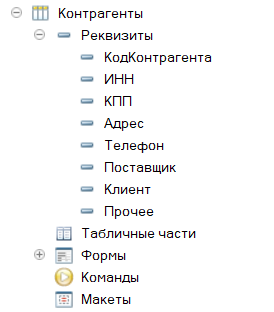 Контрагенты
Реквизиты
КодКонтрагента
ИНН
КПП
Адрес
Телефон
Поставщик
Клиент
Прочее
Табличные части
Формы
Команды
Макеты